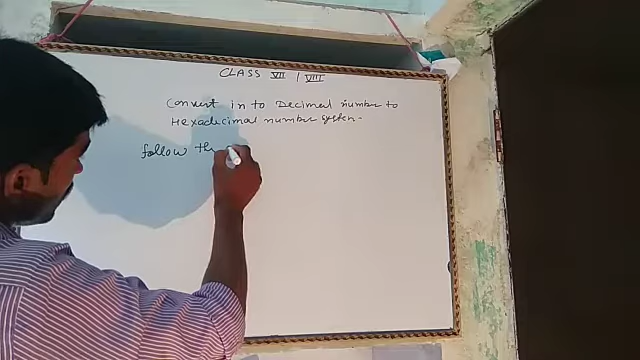 CLASS VII / VIII
Convert in to Decimal number to
Hexadecimal number system.
follow th